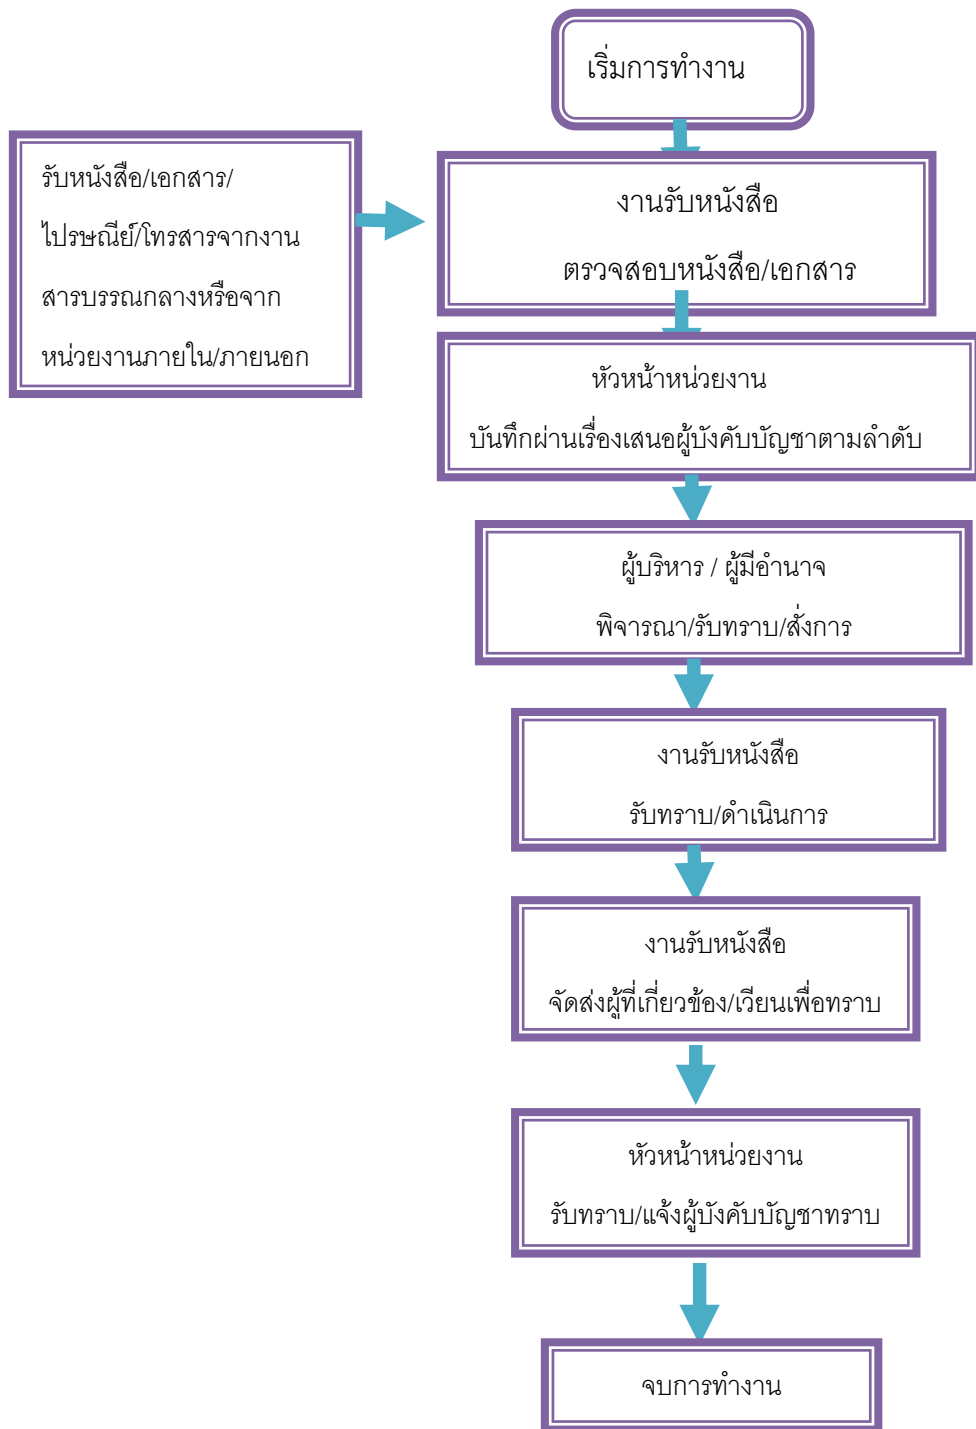 เริ่มการทำงาน
รับหนังสือ/เอกสาร/
ไปรษณีย์/โทรสารจากงาน
สารบรรณกลางหรือจาก
หน่วยงานภายใน/ภายนอก
งานรับหนังสือ
ตรวจสอบหนังสือ/เอกสาร
หัวหน้าหน่วยงาน
บันทึกผ่านเรื่องเสนอผู้บังคับบัญชาตามลำดับ
ผู้บริหาร / ผู้มีอำนาจ
พิจารณา/รับทราบ/สั่งการ
งานรับหนังสือ
รับทราบ/ดำเนินการ
งานรับหนังสือ
จัดส่งผู้ที่เกี่ยวข้อง/เวียนเพื่อทราบ
หัวหน้าหน่วยงาน
รับทราบ/แจ้งผู้บังคับบัญชาทราบ
จบการทำงาน